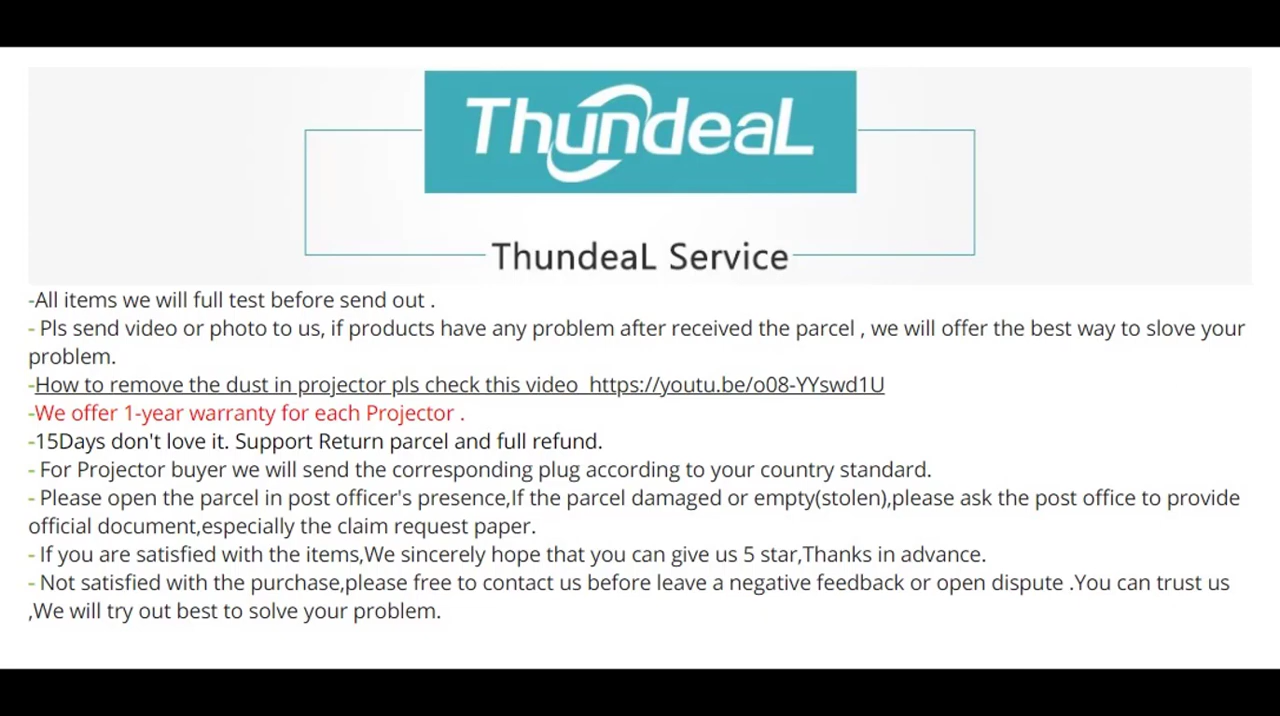 ThundeaL
ThundeaL Service
-All items we will full test before send out .
- Pls send video or photo to us, if products have any problem after received the parcel , we will offer the best way to slove your
problem.
-How to remove the dust in projector pls check this video  https://youtu.be/o08-YYswd1U
-We offer 1-year warranty for each Projector .
-15Days don't love it. Support Return parcel and full refund.
- For Projector buyer we will send the corresponding plug according to your country standard.
- Please open the parcel in post officer's presence,If the parcel damaged or empty(stolen),please ask the post office to provide
official document,especially the claim request paper.
- If you are satisfied with the items,We sincerely hope that you can give us 5 star,Thanks in advance.
- Not satisfied with the purchase,please free to contact us before leave a negative feedback or open dispute .You can trust us
,We will try out best to solve your problem.